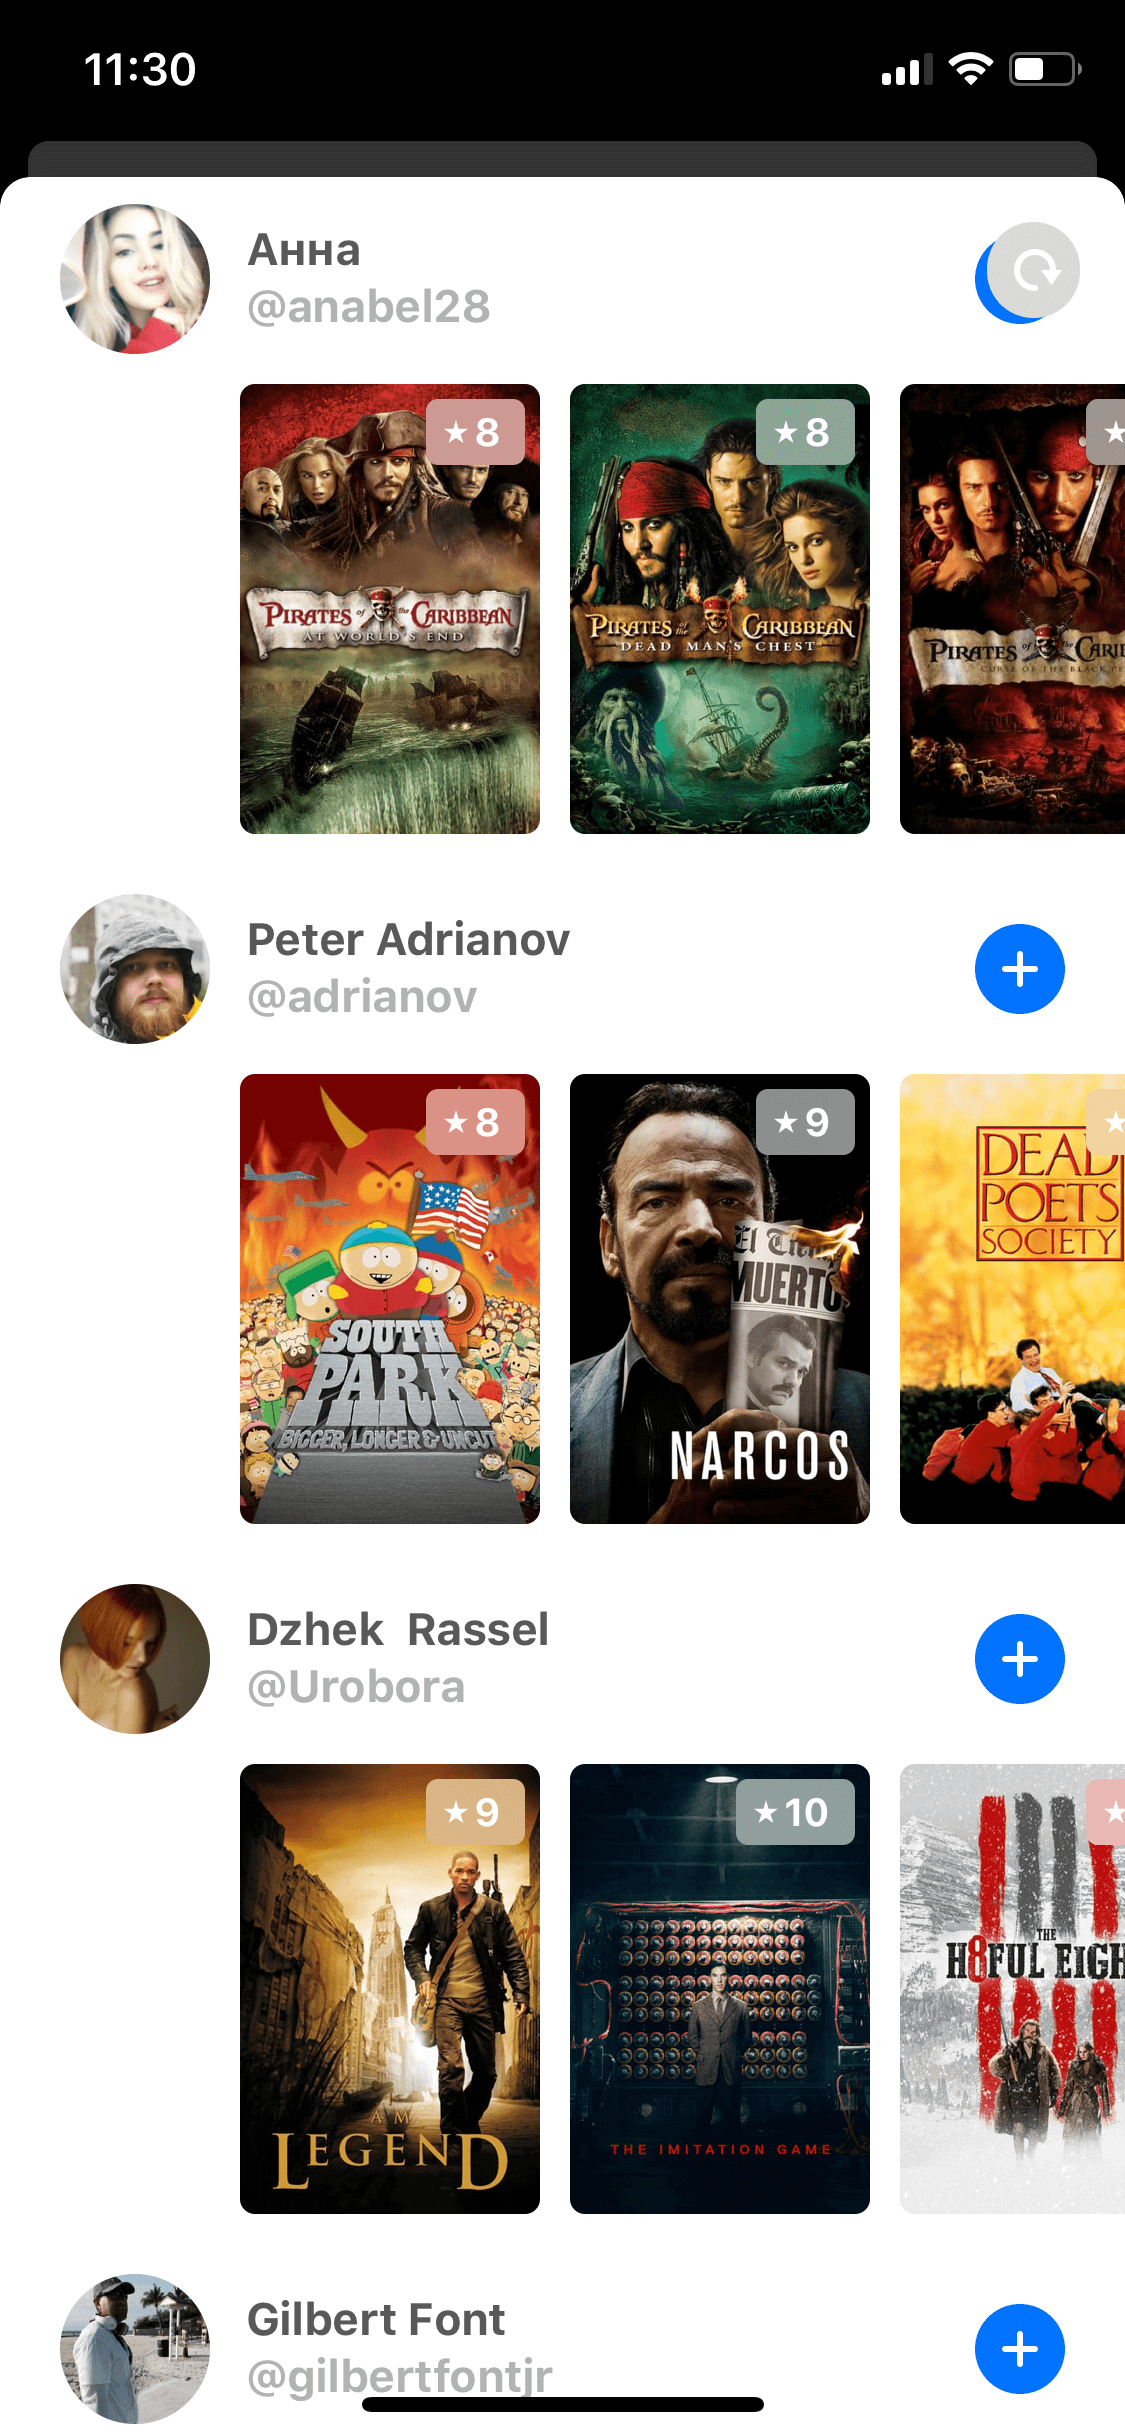 11:30
Анна
@anabel28
★8
★8
★
PIRATES of the CARIBBEAN
AT WORLD'S END
PIRATES of the CARIBBEAN
DEAD MAN'S CHEST
PIRATES of the CARIB
CURSE OF THE BLACK PE
Peter Adrianov
@adrianov
★8
★9
★
SOUTH
PARK
BIGGER, LONGER & UNCUT
El
MUERTO
NARCOS
DEAD
POETS
SOCIETY
Dzhek Rassel
@Urobora
★9
★10
★
I AM
LEGEND
THE IMITATION GAME
THE
H8FUL EIGH
Gilbert Font
@gilbertfontjr